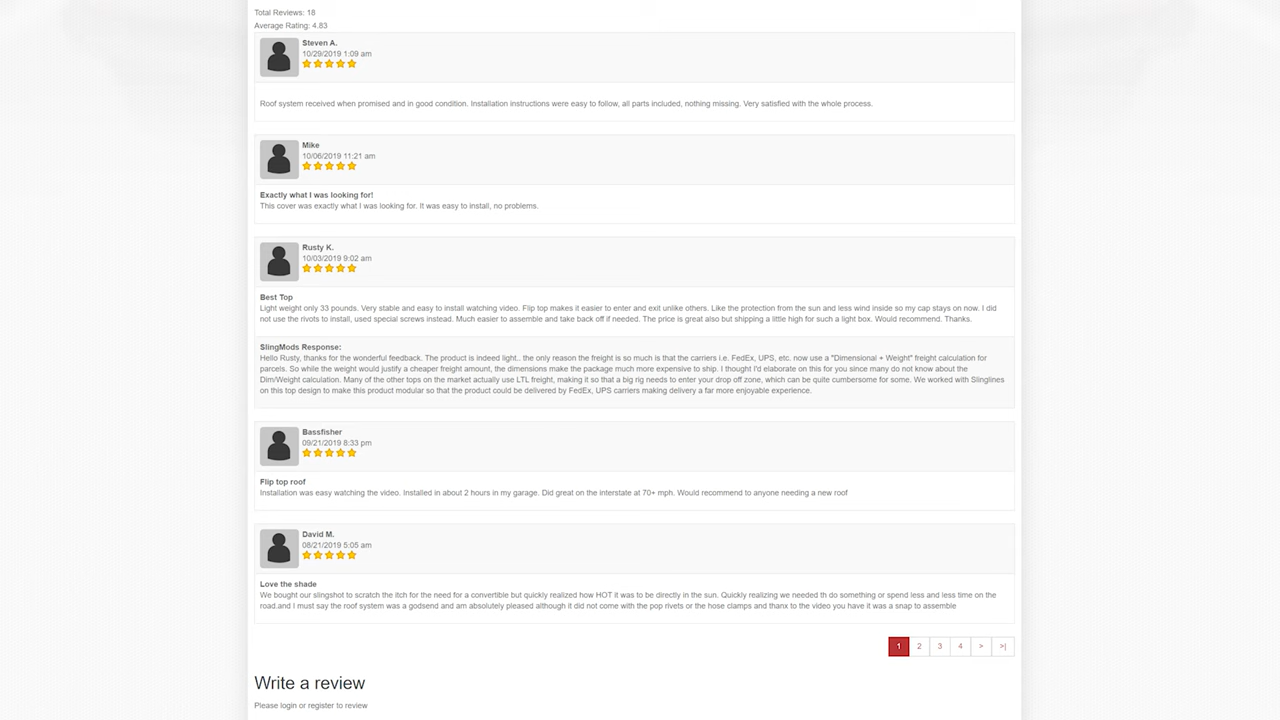 Total Reviews: 18
Average Rating: 4.83
Steven A.
10/29/2019 1:09 am
Roof system received when promised and in good condition. Installation instructions were easy to follow, all parts included, nothing missing. Very satisfied with the whole process.
Mike
10/06/2019 11:21 am
Exactly what I was looking for!
This cover was exactly what I was looking for. It was easy to install, no problems.
Rusty K.
10/03/2019 9:02 am
Best Top
Light weight only 33 pounds. Very stable and easy to install watching video. Flip top makes it easier to enter and exit unlike others. Like the protection from the sun and less wind inside so my cap stays on now. I did
not use the rivots to install, used special screws instead. Much easier to assemble and take back off if needed. The price is great also but shipping a little high for such a light box. Would recommend. Thanks.
SlingMods Response:
Hello Rusty, thanks for the wonderful feedback. The product is indeed light.. the only reason the freight is so much is that the carriers i.e. FedEx, UPS, etc. now use a "Dimensional + Weight" freight calculation for
parcels. So while the weight would justify a cheaper freight amount, the dimensions make the package much more expensive to ship. I thought I'd elaborate on this for you since many do not know about the
Dim/Weight calculation. Many of the other tops on the market actually use LTL freight, making it so that a big rig needs to enter your drop off zone, which can be quite cumbersome for some. We worked with Slinglines
on this top design to make this product modular so that the product could be delivered by FedEx, UPS carriers making delivery a far more enjoyable experience.
Bassfisher
09/21/2019 8:33 pm
Flip top roof
Installation was easy watching the video. Installed in about 2 hours in my garage. Did great on the interstate at 70+ mph. Would recommend to anyone needing a new roof
David M.
08/21/2019 5:05 am
Love the shade
We bought our slingshot to scratch the itch for the need for a convertible but quickly realized how HOT it was to be directly in the sun. Quickly realizing we needed th do something or spend less and less time on the
road.and I must say the roof system was a godsend and am absolutely pleased although it did not come with the pop rivets or the hose clamps and thanx to the video you have it was a snap to assemble
1 2 3 4 > >|
Write a review
Please login or register to review